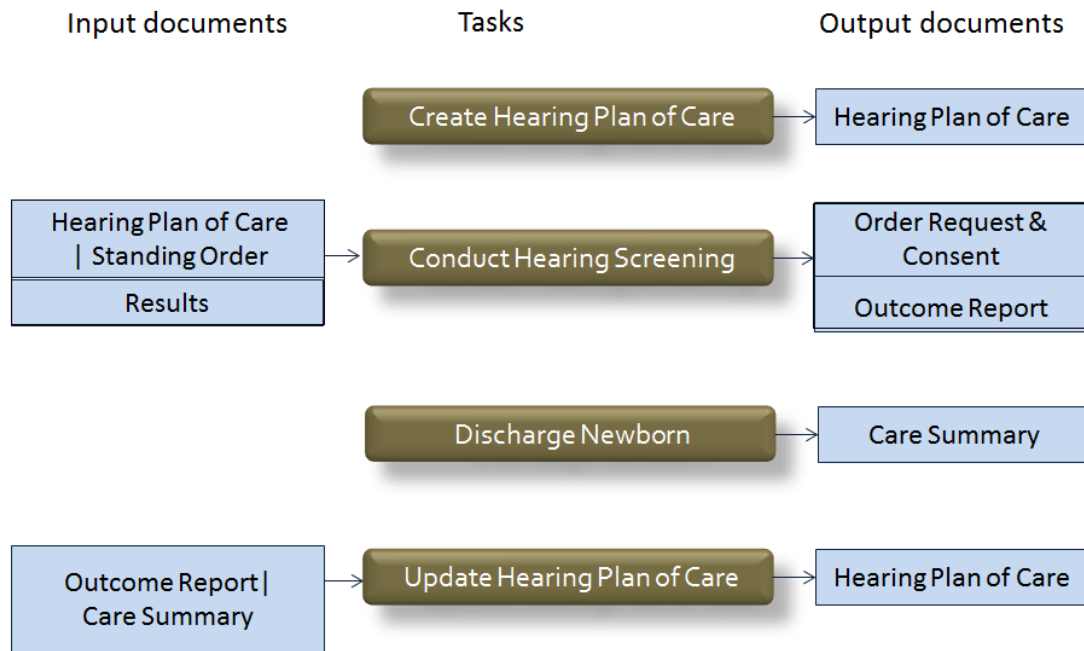 Input documents
Tasks
Output documents
Create Hearing Plan of Care
Hearing Plan of Care
Hearing Plan of Care
| Standing Order
Results
Conduct Hearing Screening
Order Request &
Consent
Outcome Report
Discharge Newborn
Care Summary
Outcome Report|
Care Summary
Update Hearing Plan of Care
Hearing Plan of Care